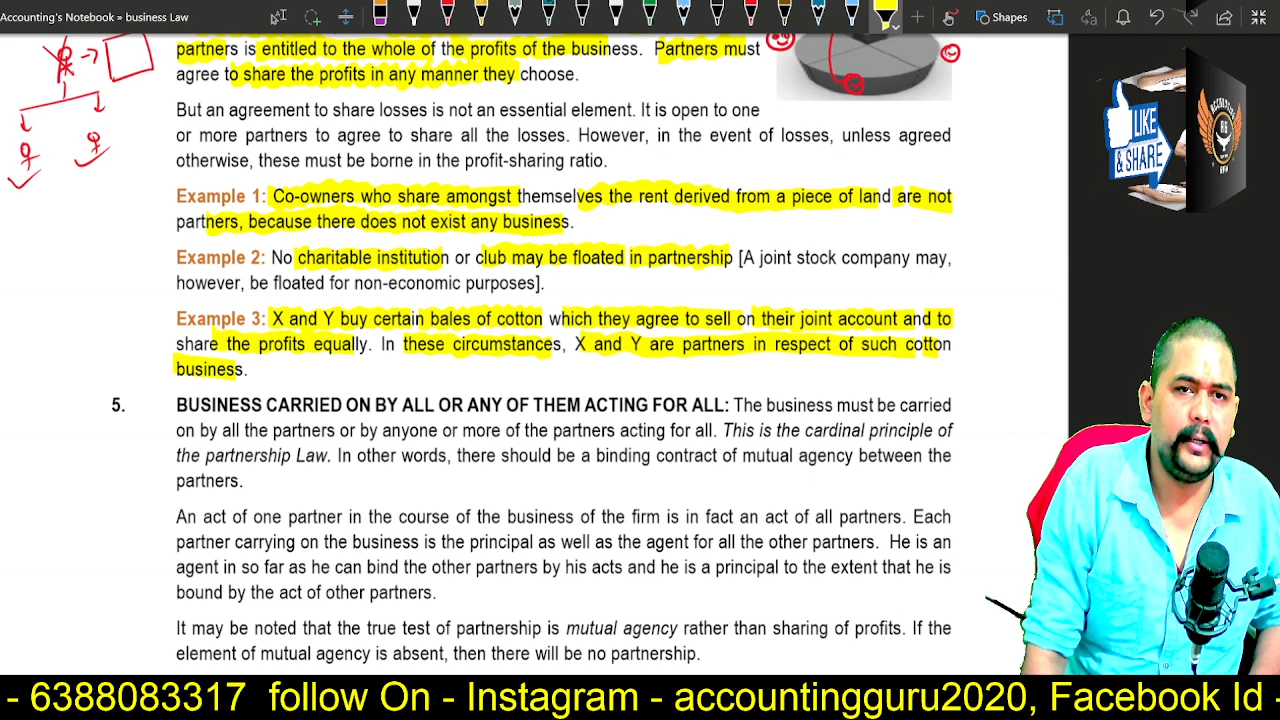 Accounting's Notebook » business Law
Shapes
partners is entitled to the whole of the profits of the business. Partners must
agree to share the profits in any manner they choose.
But an agreement to share losses is not an essential element. It is open to one
or more partners to agree to share all the losses. However, in the event of losses, unless agreed
otherwise, these must be borne in the profit-sharing ratio.
Example 1: Co-owners who share amongst themselves the rent derived from a piece of land are not
partners, because there does not exist any business.
Example 2: No charitable institution or club may be floated in partnership [A joint stock company may,
however, be floated for non-economic purposes].
Example 3: X and Y buy certain bales of cotton which they agree to sell on their joint account and to
share the profits equally. In these circumstances, X and Y are partners in respect of such cotton
business.
5. BUSINESS CARRIED ON BY ALL OR ANY OF THEM ACTING FOR ALL: The business must be carried
on by all the partners or by anyone or more of the partners acting for all. This is the cardinal principle of
the partnership Law. In other words, there should be a binding contract of mutual agency between the
partners.
An act of one partner in the course of the business of the firm is in fact an act of all partners. Each
partner carrying on the business is the principal as well as the agent for all the other partners. He is an
agent in so far as he can bind the other partners by his acts and he is a principal to the extent that he is
bound by the act of other partners.
It may be noted that the true test of partnership is mutual agency rather than sharing of profits. If the
element of mutual agency is absent, then there will be no partnership.
LIKE
& SHARE
- 6388083317 follow On - Instagram - accountingguru2020, Facebook Id -